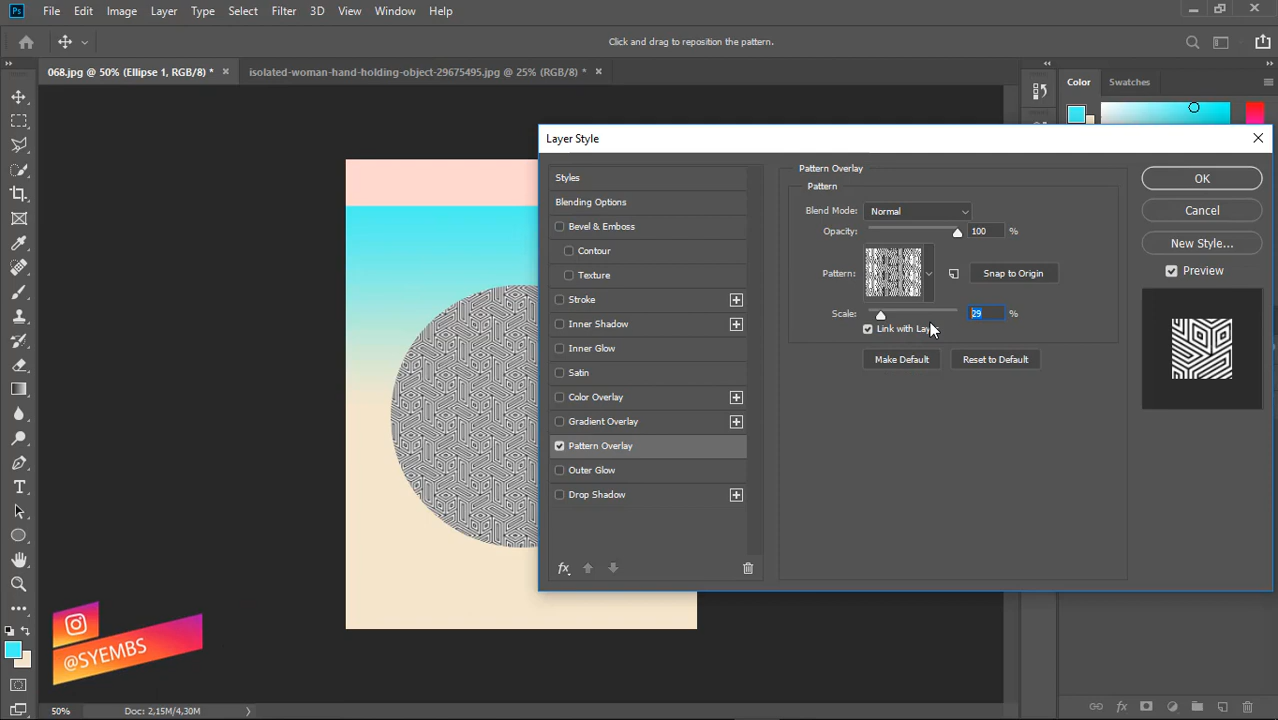 Ps File Edit Image Layer Type Select Filter 3D View Window Help
Click and drag to reposition the pattern.
068.jpg @ 50% (Ellipse 1, RGB/8) * × isolated-woman-hand-holding-object-29675495.jpg @ 25% (RGB/8) * ×
Color Swatches
Layer Style
Styles
Blending Options
Bevel & Emboss
Contour
Texture
Stroke
Inner Shadow
Inner Glow
Satin
Color Overlay
Gradient Overlay
Pattern Overlay
Outer Glow
Drop Shadow
fx
Pattern Overlay
Pattern
Blend Mode: Normal
Opacity: 100 %
Pattern: Snap to Origin
Scale: 29 %
Link with Layer
Make Default Reset to Default
OK
Cancel
New Style...
Preview
@SYEMBS
50% Doc: 2,15M/4,30M
fx